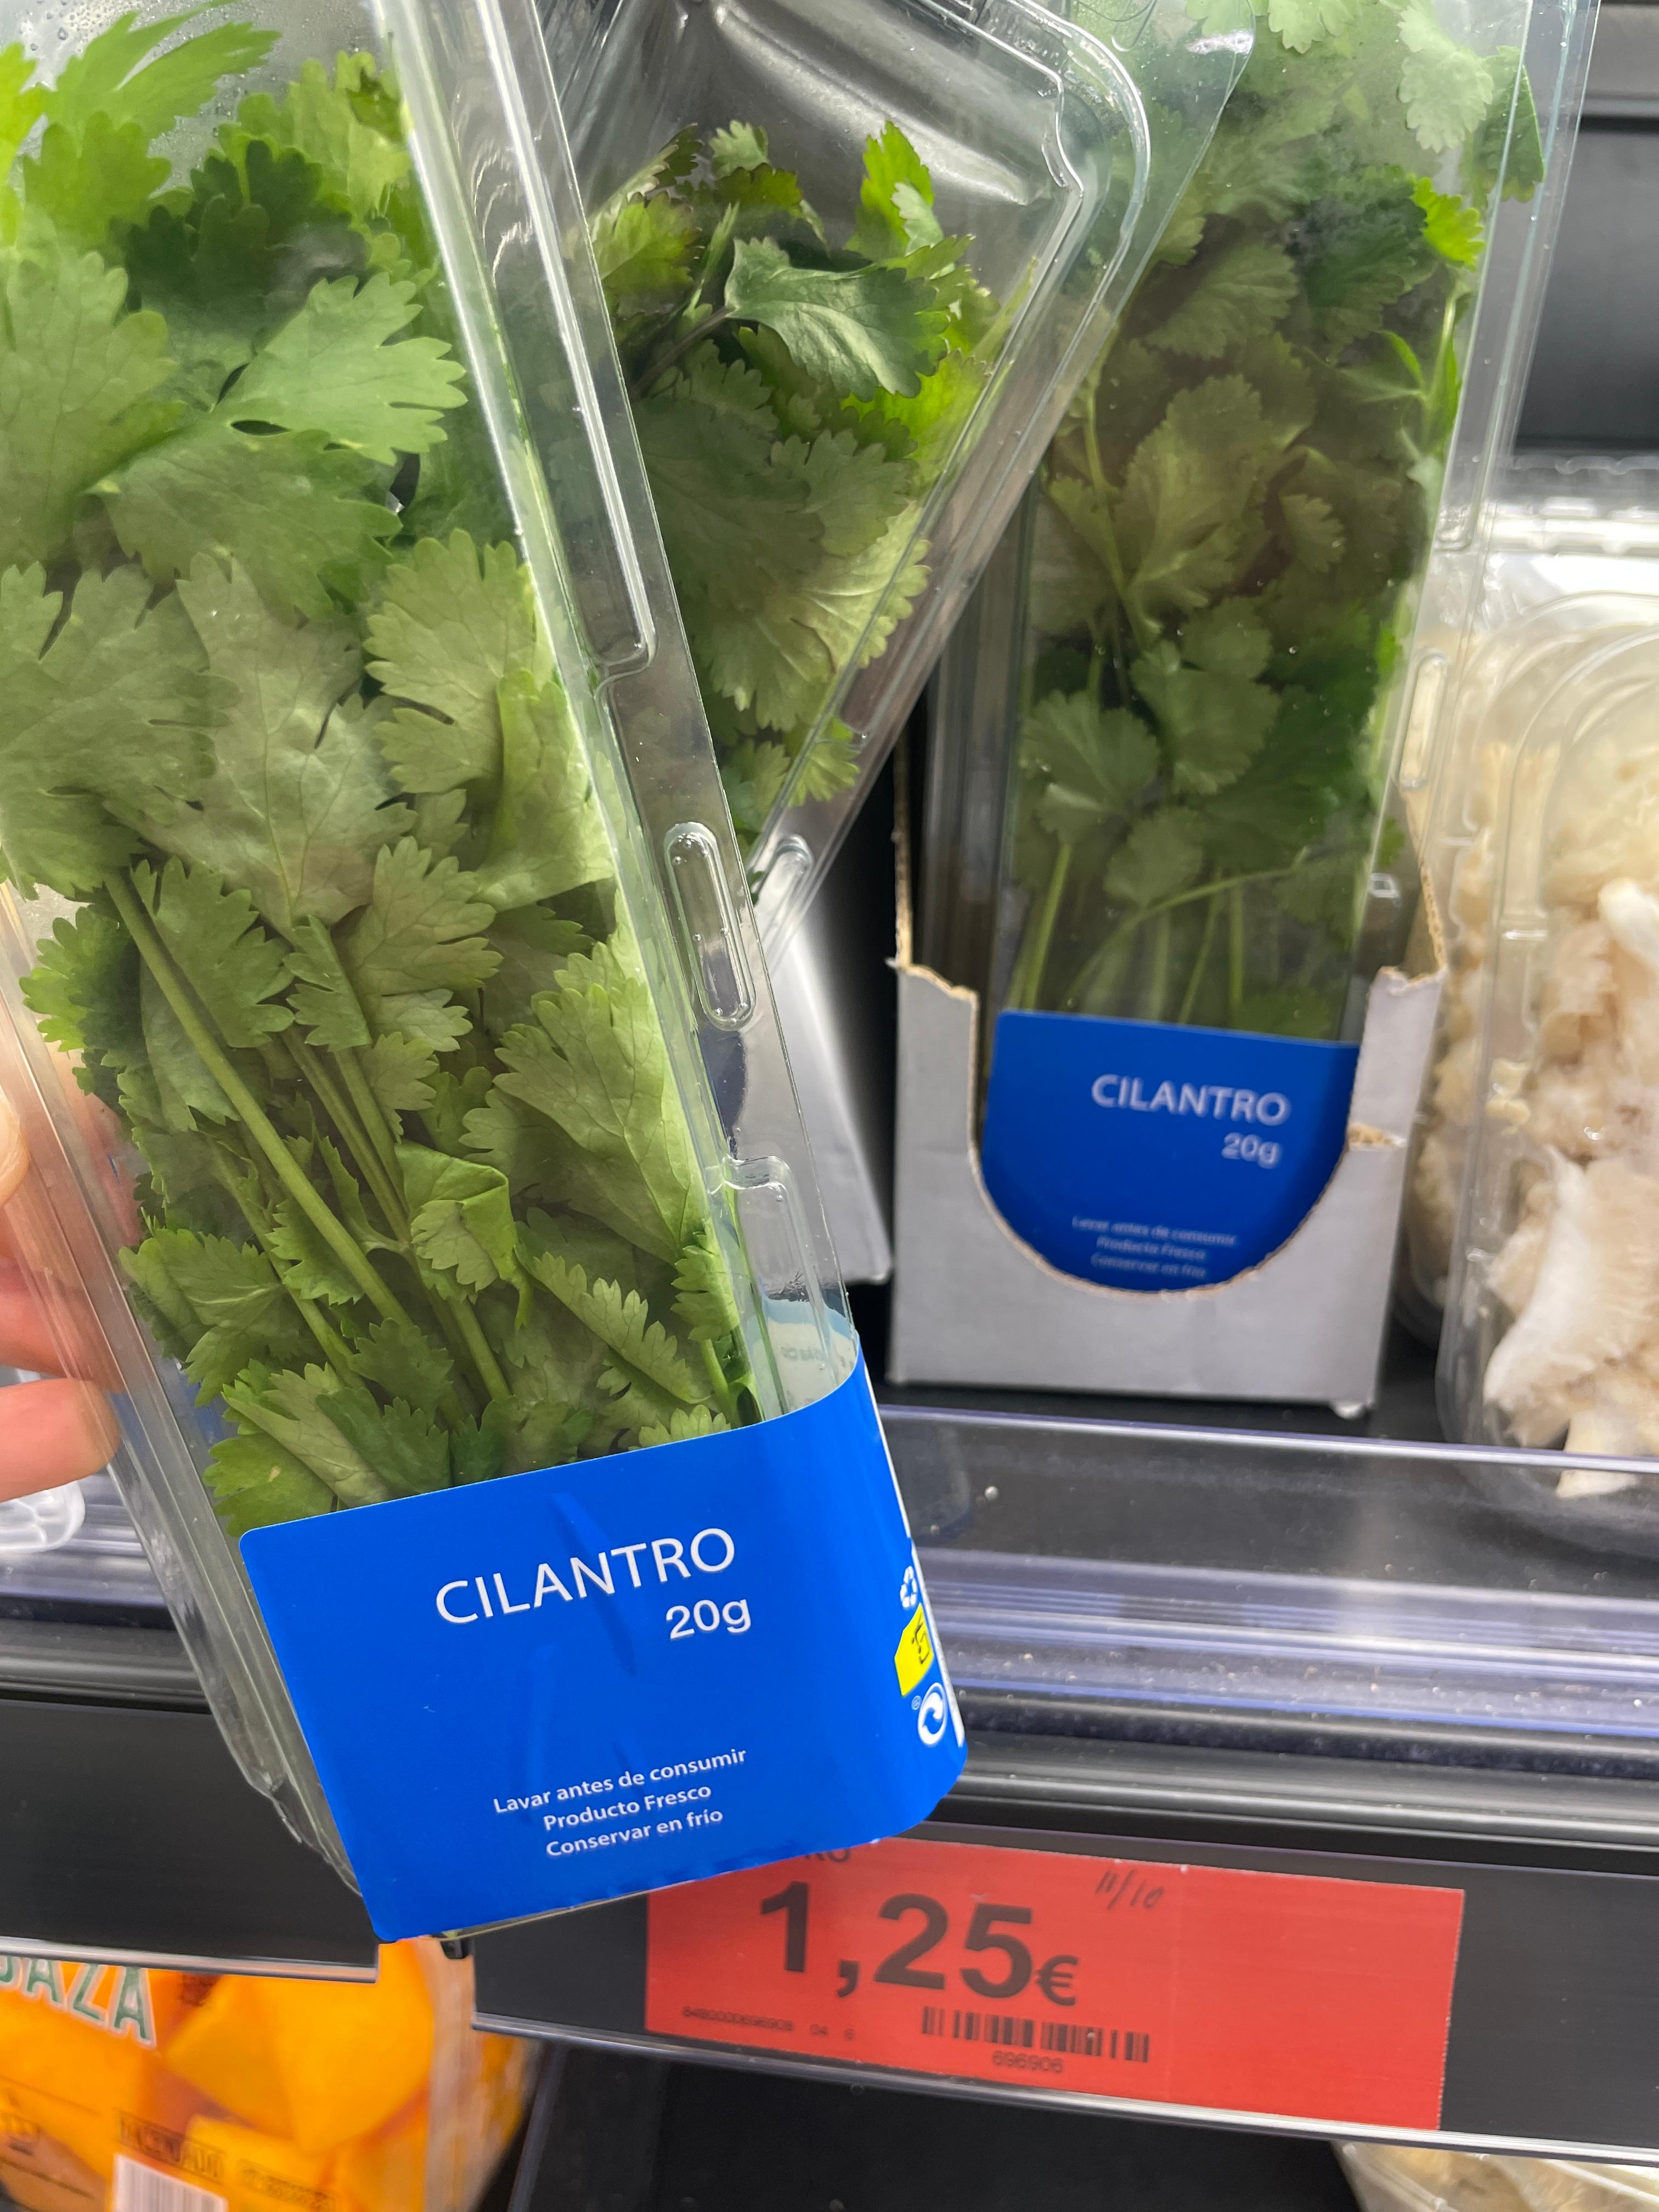 CILANTRO
20g
Lavar antes de consumir
Producto Fresco
Conservar en frío
CILANTRO
20g
Lavar antes de consumir
Producto Fresco
Conservar en frío
11/10
1,25€
696906